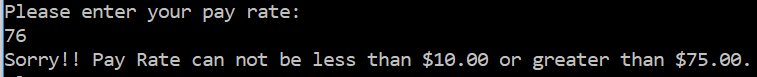 Please enter your pay rate:
76
Sorry!! Pay Rate can not be less than $10.00 or greater than $75.00.